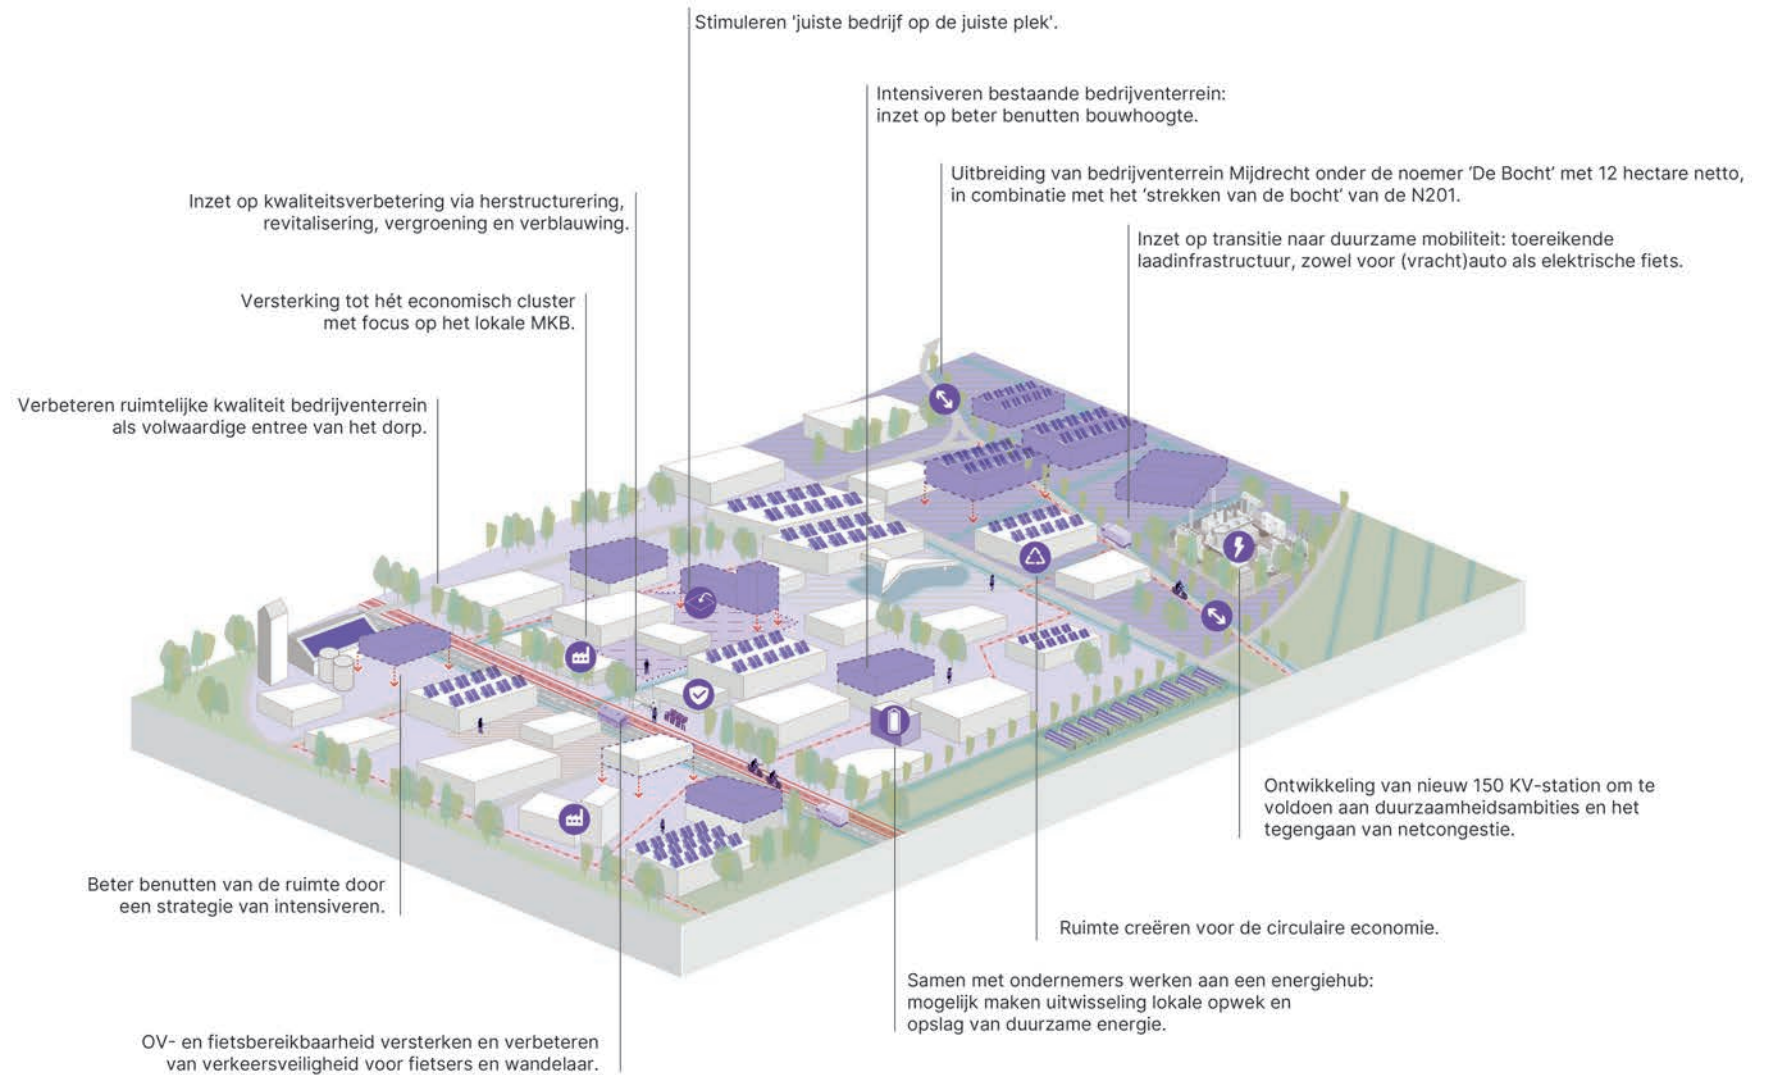 Stimuleren 'juiste bedrijf op de juiste plek'.
Intensiveren bestaande bedrijventerrein:
inzet op beter benutten bouwhoogte.
Uitbreiding van bedrijventerrein Mijdrecht onder de noemer ‘De Bocht’ met 12 hectare netto,
in combinatie met het ‘strekken van de bocht’ van de N201.
Inzet op kwaliteitsverbetering via herstructurering,
revitalisering, vergroening en verblauwing.
Inzet op transitie naar duurzame mobiliteit: toereikende
laadinfrastructuur, zowel voor (vracht)auto als elektrische fiets.
Versterking tot hét economisch cluster
met focus op het lokale MKB.
Verbeteren ruimtelijke kwaliteit bedrijventerrein
als volwaardige entree van het dorp.
Ontwikkeling van nieuw 150 KV-station om te
voldoen aan duurzaamheidsambities en het
tegengaan van netcongestie.
Beter benutten van de ruimte door
een strategie van intensiveren.
Ruimte creëren voor de circulaire economie.
Samen met ondernemers werken aan een energiehub:
mogelijk maken uitwisseling lokale opwek en
opslag van duurzame energie.
OV- en fietsbereikbaarheid versterken en verbeteren
van verkeersveiligheid voor fietsers en wandelaar.